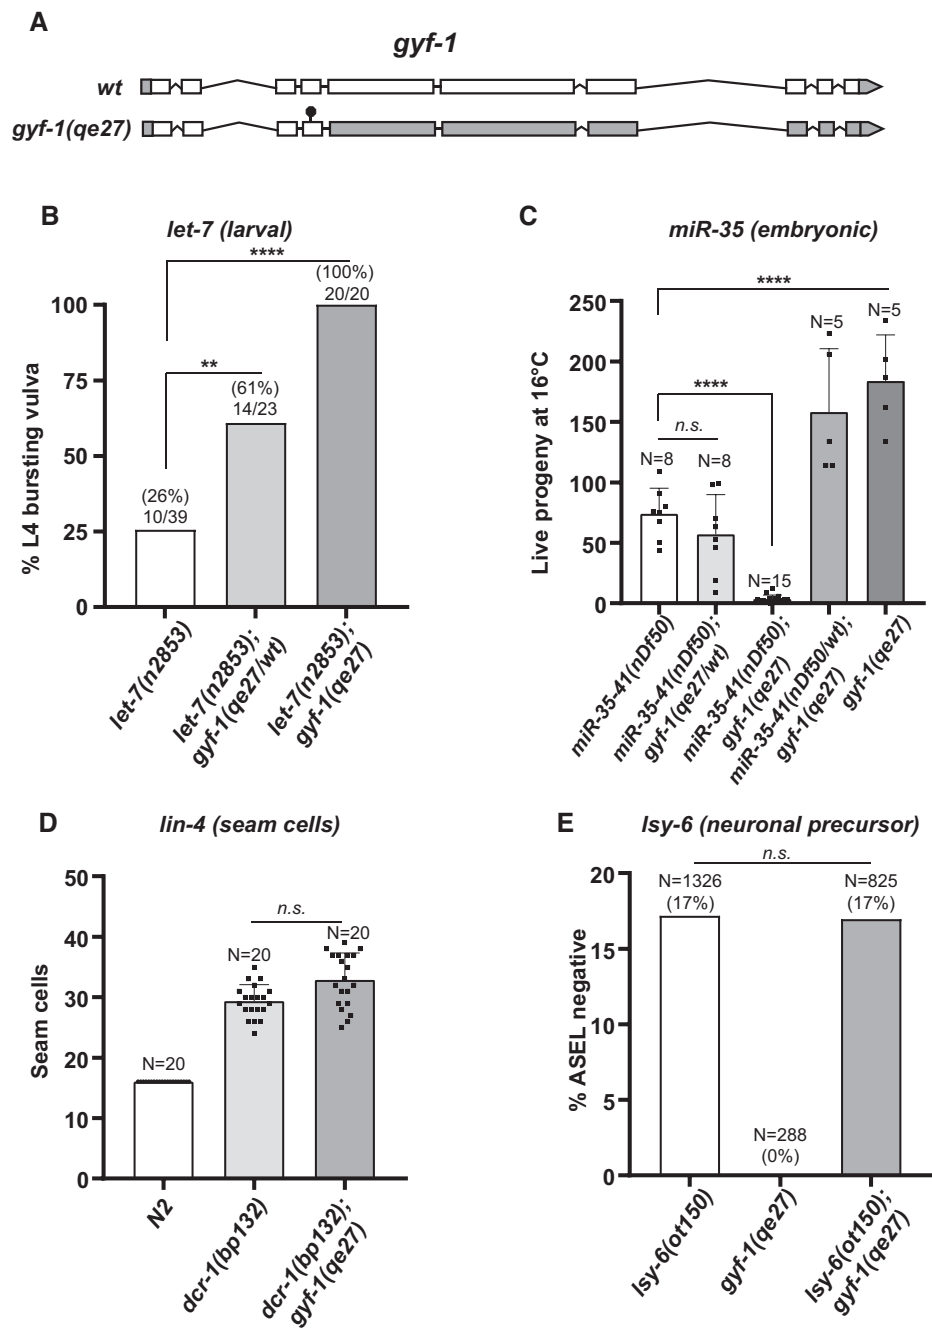 A
gyf-1
wt
gyf-1(qe27)
B
let-7 (larval)
****
(100%)
20/20
**
(61%)
14/23
(26%)
10/39
% L4 bursting vulva
100
75
50
25
0
let-7(n2853)
let-7(n2853);
gyf-1(qe27/wt)
let-7(n2853);
gyf-1(qe27)
C
miR-35 (embryonic)
****
N=5
N=5
****
n.s.
N=8
N=8
N=15
Live progeny at 16°C
250
200
150
100
50
0
miR-35-41(nDf50)
miR-35-41(nDf50);
gyf-1(qe27/wt)
miR-35-41(nDf50);
gyf-1(qe27)
miR-35-41(nDf50/wt);
gyf-1(qe27)
gyf-1(qe27)
D
lin-4 (seam cells)
n.s.
N=20
N=20
N=20
Seam cells
50
40
30
20
10
0
N2
dcr-1(bp132)
dcr-1(bp132);
gyf-1(qe27)
E
lsy-6 (neuronal precursor)
n.s.
N=1326
(17%)
N=825
(17%)
N=288
(0%)
% ASEL negative
20
15
10
5
0
lsy-6(ot150)
gyf-1(qe27)
lsy-6(ot150);
gyf-1(qe27)